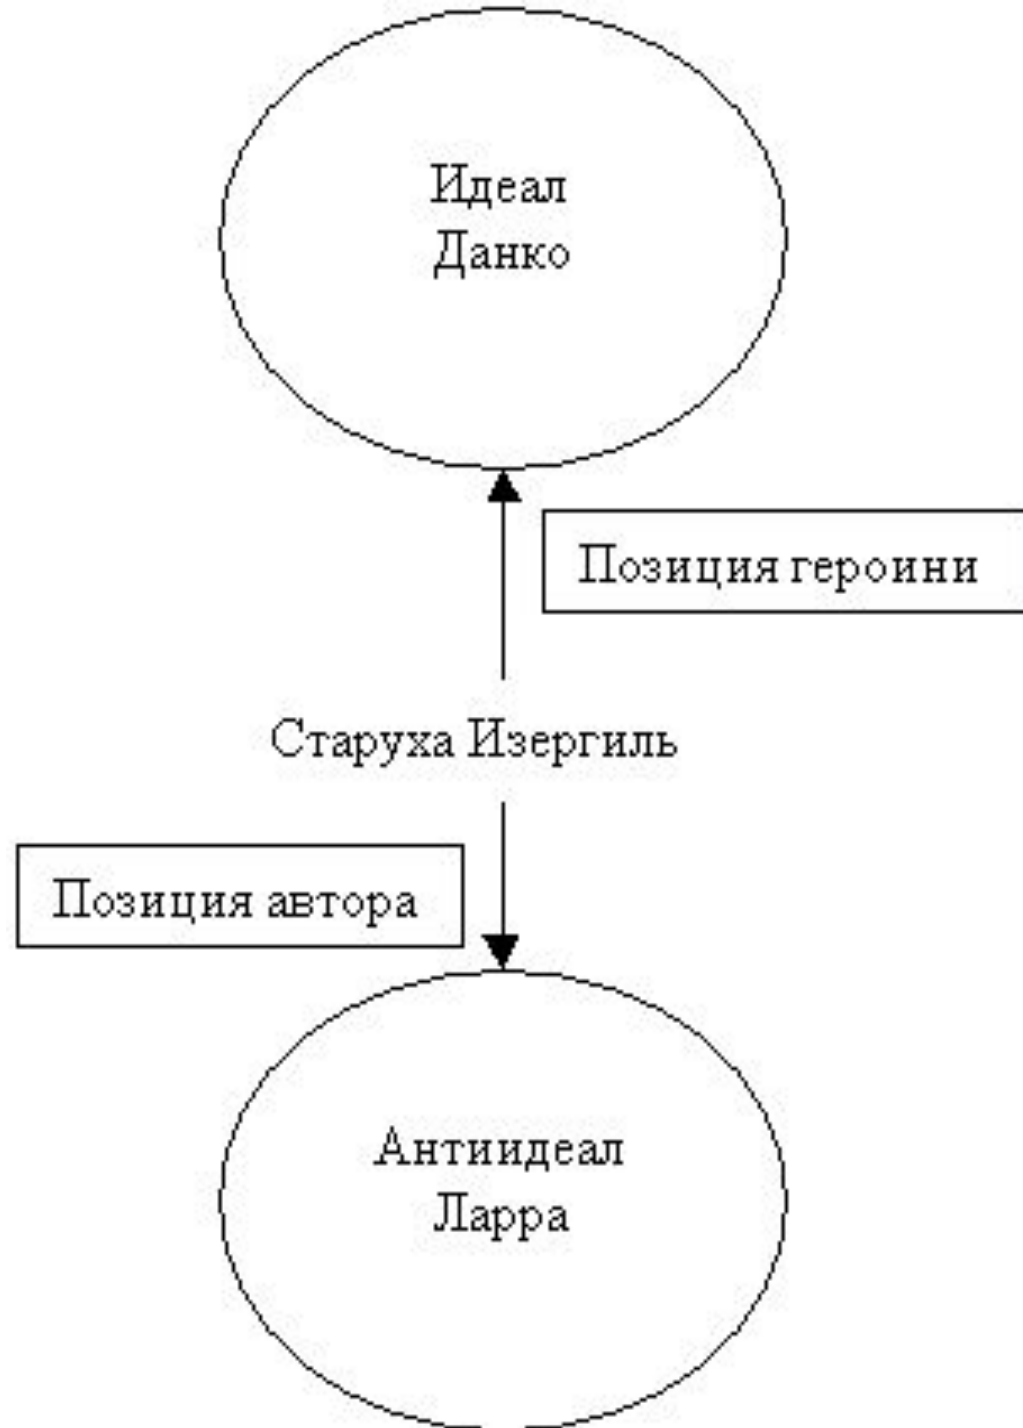 Идеал
Данко
Позиция героини
Старуха Изергиль
Позиция автора
Антиидеал
Ларра